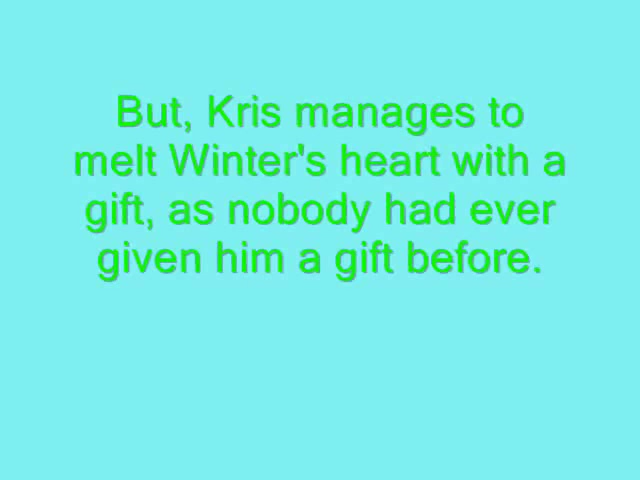 But, Kris manages to
melt Winter's heart with a
gift, as nobody had ever
given him a gift before.